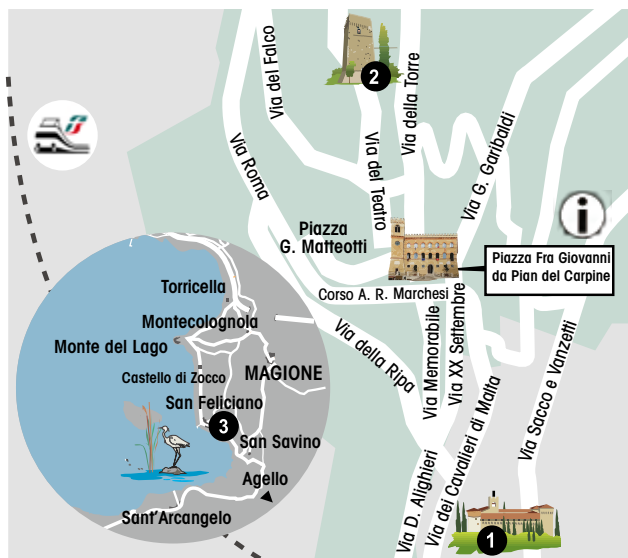 2
Via del Falco
Via della Torre
Via Roma
Via del Teatro
Via G. Garibaldi
i
Piazza
G. Matteotti
Piazza Fra Giovanni
da Pian del Carpine
Corso A. R. Marchesi
Torricella
Montecolognola
Monte del Lago
Castello di Zocco
MAGIONE
San Feliciano
3
San Savino
Agello
Sant'Arcangelo
Via della Ripa
Via Memorabile
Via XX Settembre
Via Sacco e Vanzetti
Via D. Alighieri
Via dei Cavalieri di Malta
1